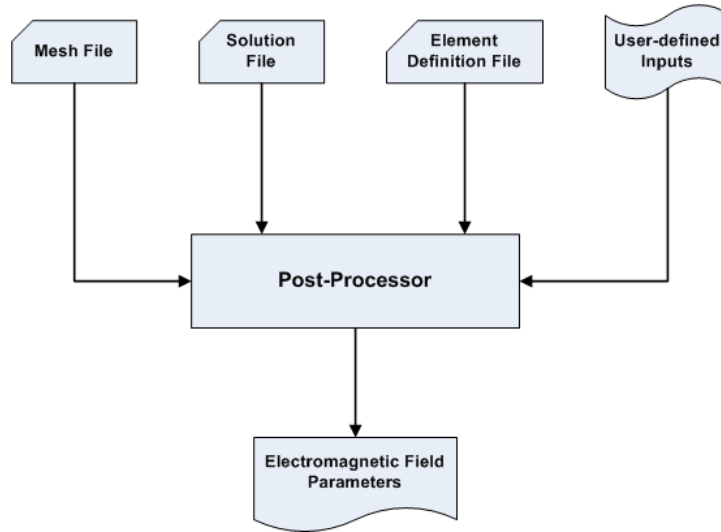 Mesh File
Solution
File
Element
Definition File
User-defined
Inputs
Post-Processor
Electromagnetic Field
Parameters